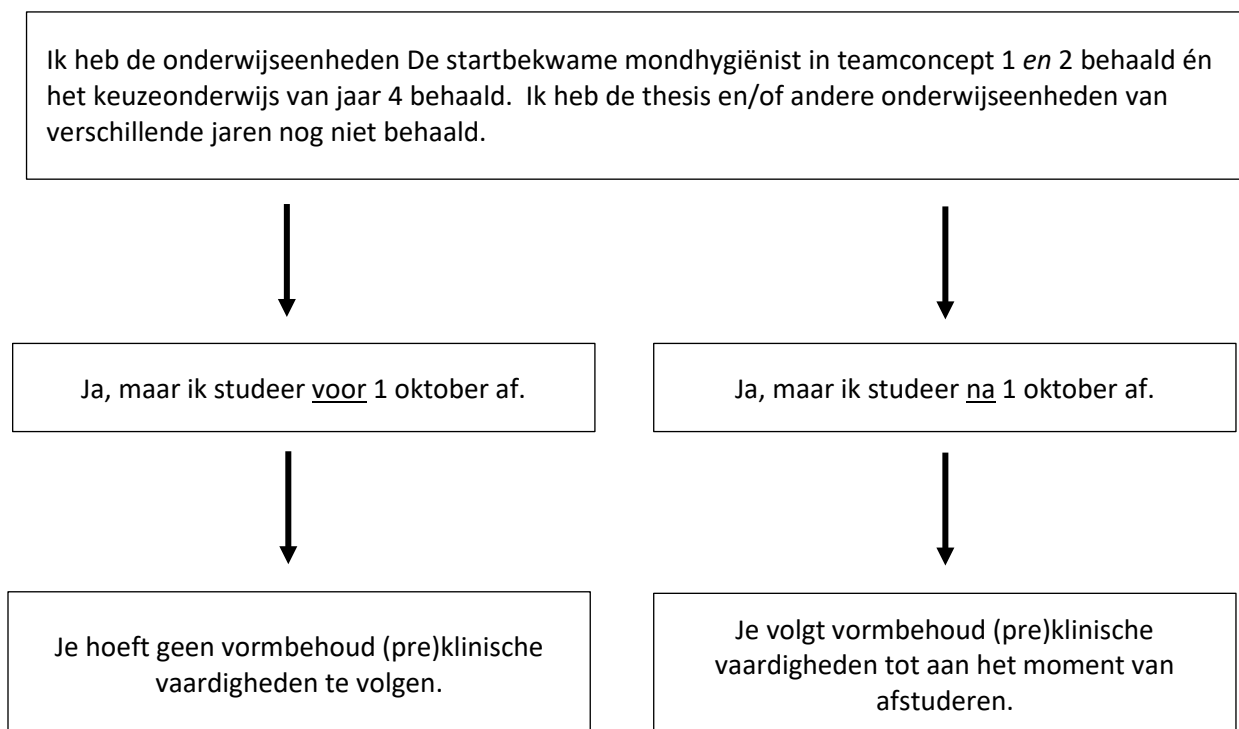 Ik heb de onderwijseenheden De startbekwame mondhygiënist in teamconcept 1 en 2 behaald én
het keuzeonderwijs van jaar 4 behaald.  Ik heb de thesis en/of andere onderwijseenheden van
verschillende jaren nog niet behaald.
Ja, maar ik studeer voor 1 oktober af.
Ja, maar ik studeer na 1 oktober af.
Je hoeft geen vormbehoud (pre)klinische
vaardigheden te volgen.
Je volgt vormbehoud (pre)klinische
vaardigheden tot aan het moment van
afstuderen.